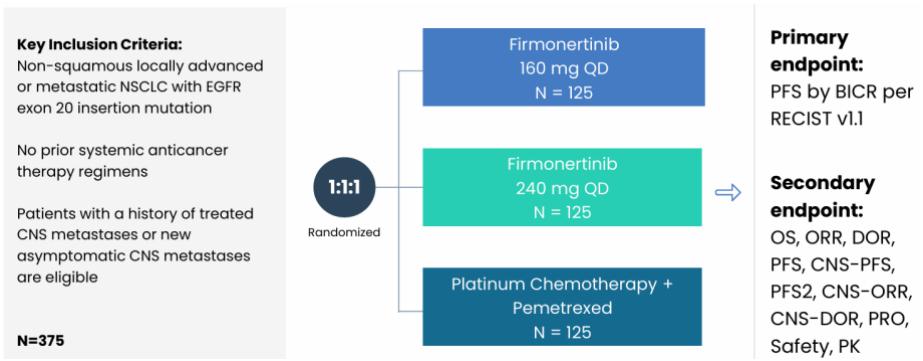 Key Inclusion Criteria:
Non-squamous locally advanced
or metastatic NSCLC with EGFR
exon 20 insertion mutation
No prior systemic anticancer
therapy regimens
Patients with a history of treated
CNS metastases or new
asymptomatic CNS metastases
are eligible
N=375
1:1:1
Randomized
Firmonertinib
160 mg QD
N = 125
Firmonertinib
240 mg QD
N = 125
Platinum Chemotherapy +
Pemetrexed
N = 125
Primary
endpoint:
PFS by BICR per
RECIST v1.1
Secondary
endpoint:
OS, ORR, DOR,
PFS, CNS-PFS,
PFS2, CNS-ORR,
CNS-DOR, PRO,
Safety, PK